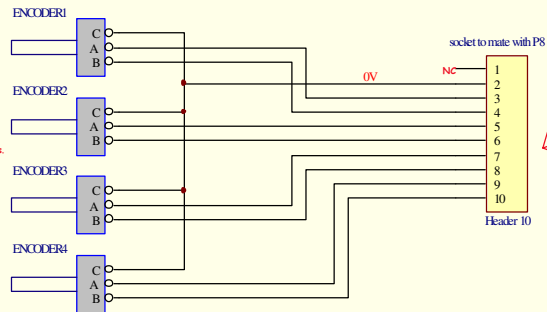 ENCODER1
C
A
B
ENCODER2
C
A
B
s.
ENCODER3
C
A
B
ENCODER4
C
A
B
0V
socket to mate with P8
NC
1
2
3
4
5
6
7
8
9
10
Header 10